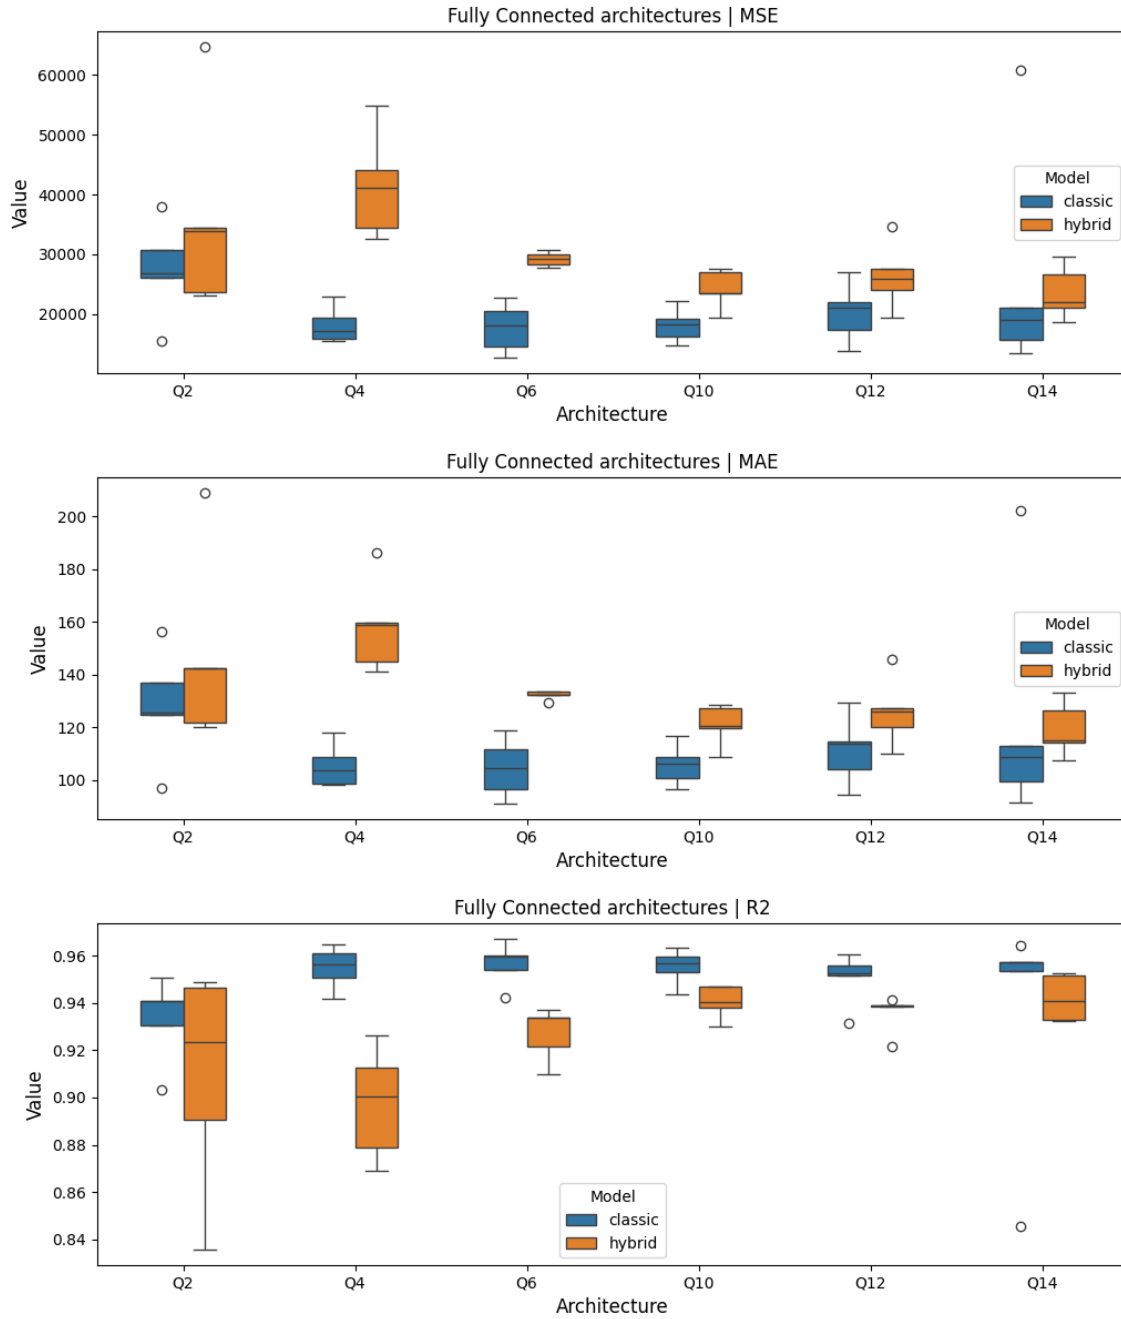 Fully Connected architectures | MSE
Value
60000
50000
40000
30000
20000
Model
classic
hybrid
Q2 Q4 Q6 Q10 Q12 Q14
Architecture
Fully Connected architectures | MAE
Value
200
180
160
140
120
100
Model
classic
hybrid
Q2 Q4 Q6 Q10 Q12 Q14
Architecture
Fully Connected architectures | R2
Value
0.96
0.94
0.92
0.90
0.88
0.86
0.84
Model
classic
hybrid
Q2 Q4 Q6 Q10 Q12 Q14
Architecture